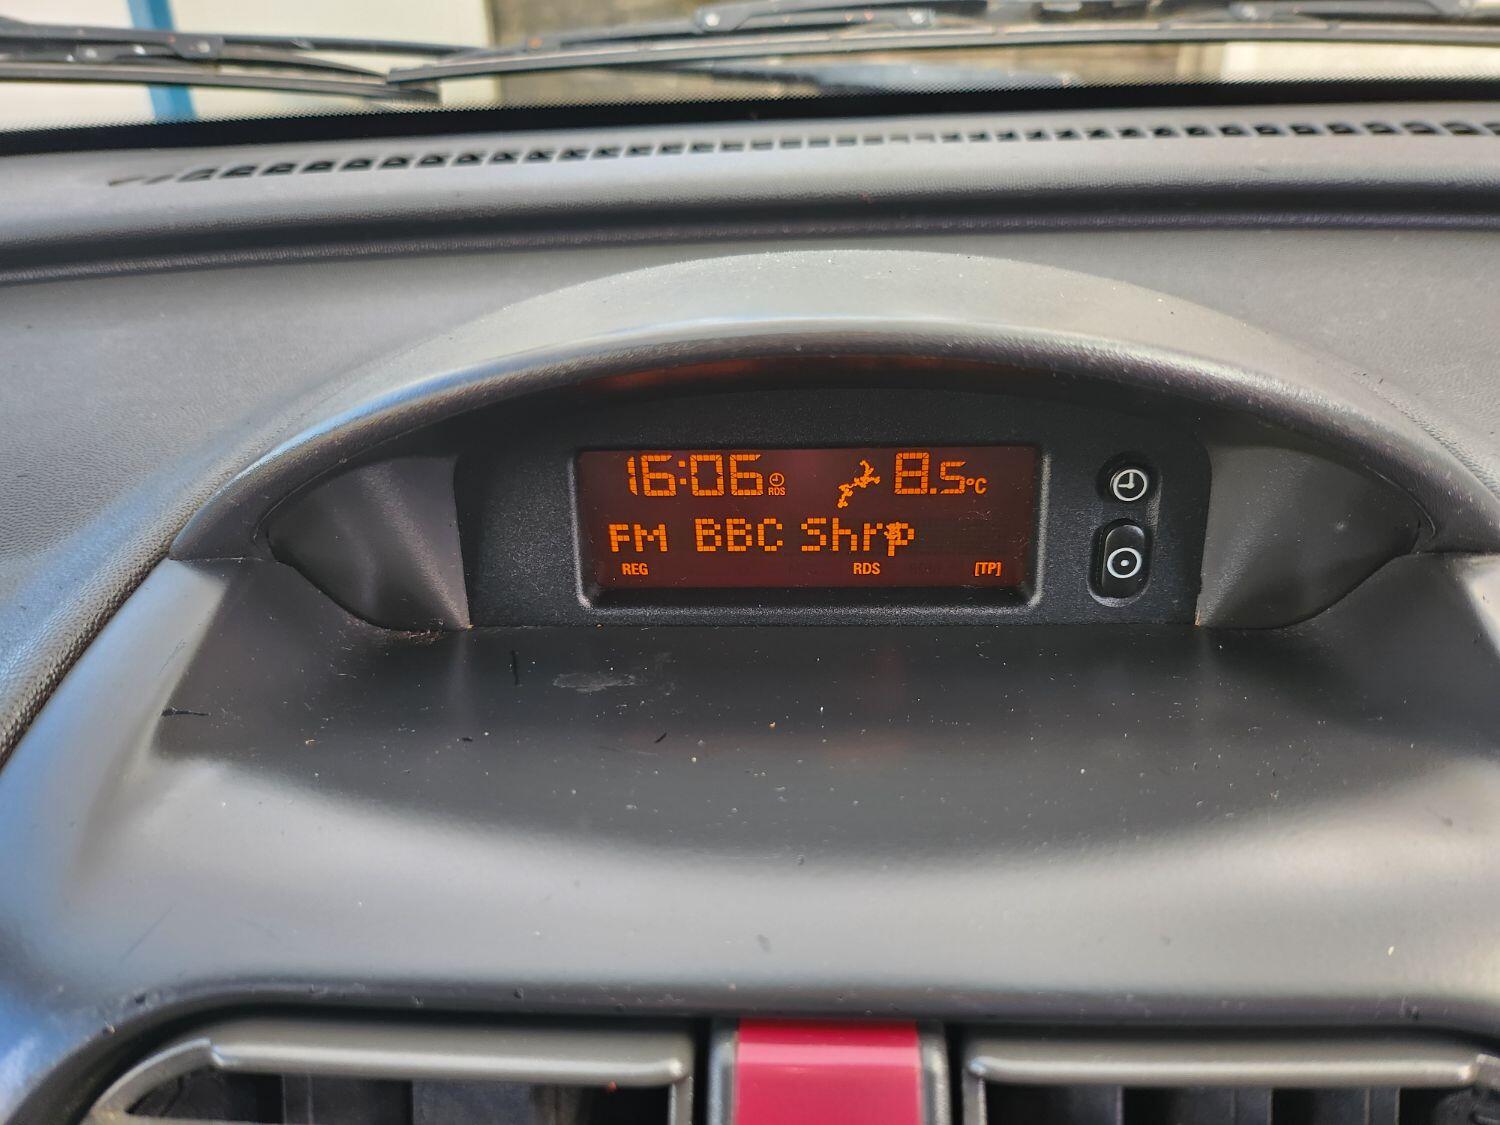 16:06 RDS 8.5°C
FM BBC Shrp
REG RDS [TP]